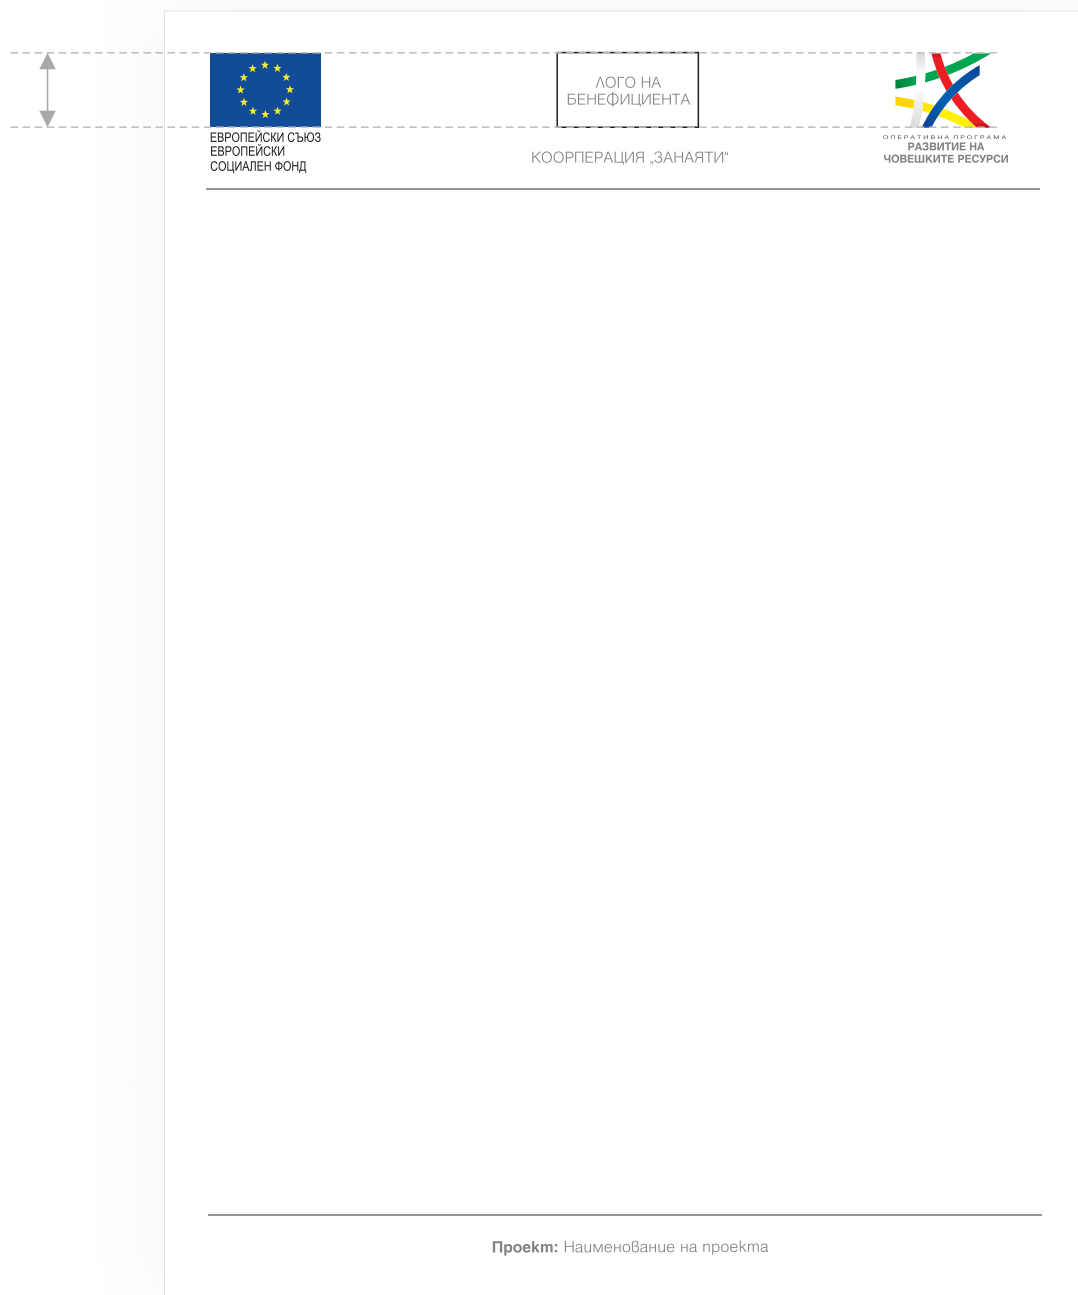 ЛОГО НА
БЕНЕФИЦИЕНТА
ЕВРОПЕЙСКИ СЪЮЗ
ЕВРОПЕЙСКИ
СОЦИАЛЕН ФОНД
КООРПЕРАЦИЯ „ЗАНАЯТИ“
ОПЕРАТИВНА ПРОГРАМА
РАЗВИТИЕ НА
ЧОВЕШКИТЕ РЕСУРСИ
Проект: Наименование на проекта